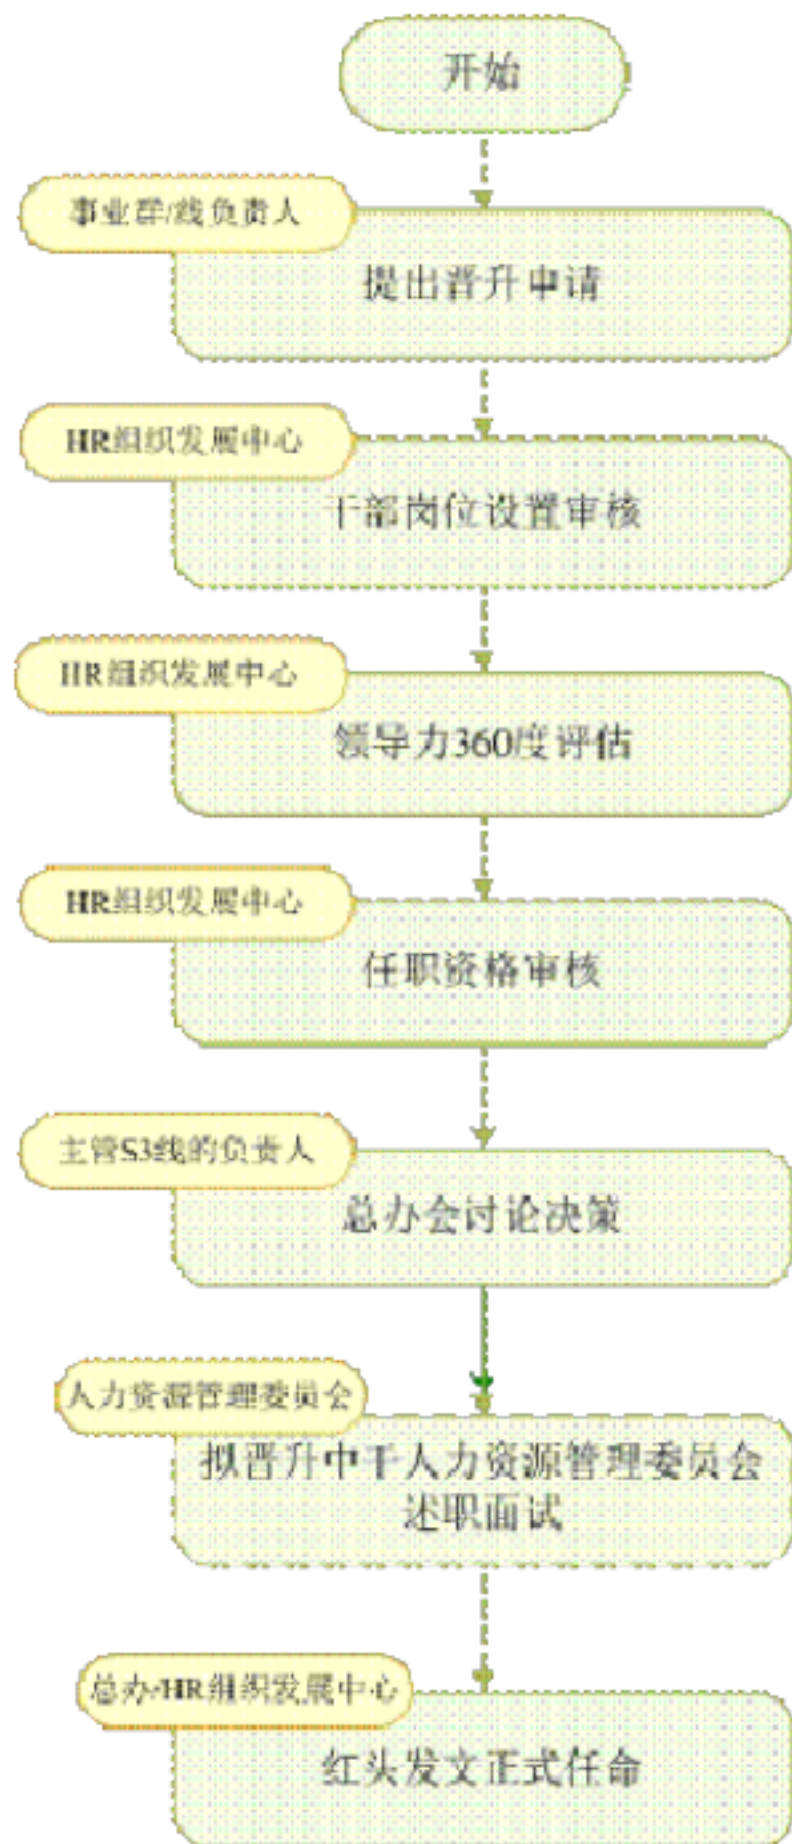 开始
事业群/线负责人
提出晋升申请
HR组织发展中心
干部岗位设置审核
HR组织发展中心
领导力360度评估
HR组织发展中心
任职资格审核
主管S3线的负责人
总办会讨论决策
人力资源管理委员会
拟晋升中干人力资源管理委员会
述职面试
总办/HR组织发展中心
红头发文正式任命